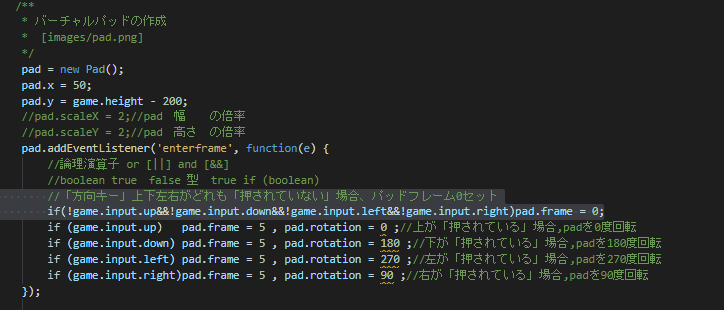 /**
 * バーチャルパッドの作成
 *  [images/pad.png]
 */
pad = new Pad();
pad.x = 50;
pad.y = game.height - 200;
//pad.scaleX = 2;//pad 幅　　の倍率
//pad.scaleY = 2;//pad 高さ　の倍率
pad.addEventListener('enterframe', function(e) {
    //論理演算子 or [||] and [&&]
    //boolean true  false 型  true if (boolean)
    //「方向キー」上下左右がどれも「押されていない」場合、パッドフレーム0セット
    if(!game.input.up&&!game.input.down&&!game.input.left&&!game.input.right)pad.frame = 0;
    if (game.input.up)   pad.frame = 5 , pad.rotation = 0 ;//上が「押されている」場合,padを0度回転
    if (game.input.down) pad.frame = 5 , pad.rotation = 180 ;//下が「押されている」場合,padを180度回転
    if (game.input.left) pad.frame = 5 , pad.rotation = 270 ;//左が「押されている」場合,padを270度回転
    if (game.input.right)pad.frame = 5 , pad.rotation = 90 ;//右が「押されている」場合,padを90度回転
});